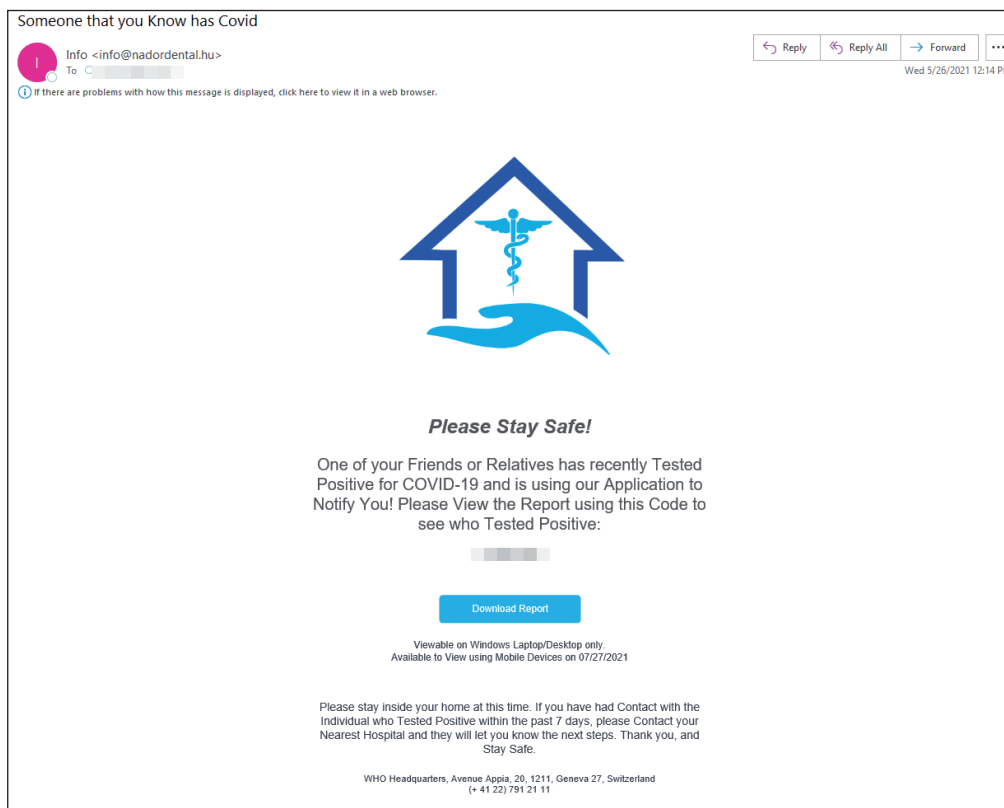 Someone that you Know has Covid
I
Info <info@nadordental.hu>
To C
Reply
Reply All
Forward
Wed 5/26/2021 12:14 P
If there are problems with how this message is displayed, click here to view it in a web browser.
Please Stay Safe!
One of your Friends or Relatives has recently Tested
Positive for COVID-19 and is using our Application to
Notify You! Please View the Report using this Code to
see who Tested Positive:
Download Report
Viewable on Windows Laptop/Desktop only.
Available to View using Mobile Devices on 07/27/2021
Please stay inside your home at this time. If you have had Contact with the
Individual who Tested Positive within the past 7 days, please Contact your
Nearest Hospital and they will let you know the next steps. Thank you, and
Stay Safe.
WHO Headquarters, Avenue Appia, 20, 1211, Geneva 27, Switzerland
(+ 41 22) 791 21 11